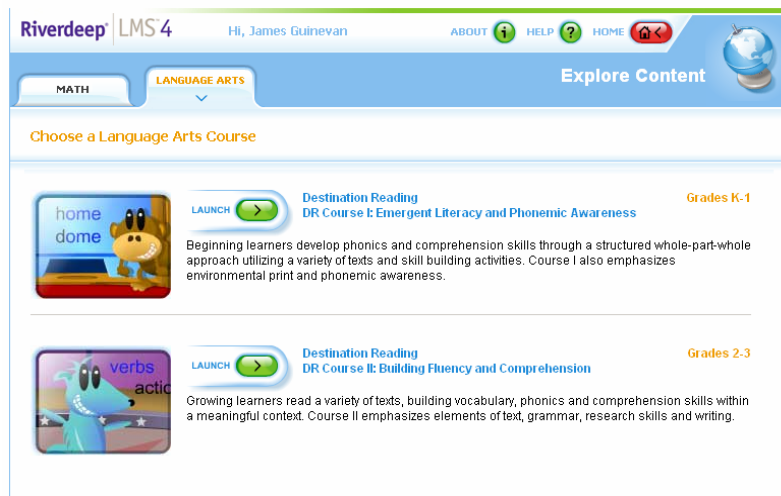 Riverdeep® LMS™4
Hi, James Guinevan
ABOUT i HELP ? HOME
MATH
LANGUAGE ARTS
Explore Content
Choose a Language Arts Course
home
dome
LAUNCH
Destination Reading
Grades K-1
DR Course I: Emergent Literacy and Phonemic Awareness
Beginning learners develop phonics and comprehension skills through a structured whole-part-whole
approach utilizing a variety of texts and skill building activities. Course I also emphasizes
environmental print and phonemic awareness.
verbs
actic
LAUNCH
Destination Reading
Grades 2-3
DR Course II: Building Fluency and Comprehension
Growing learners read a variety of texts, building vocabulary, phonics and comprehension skills within
a meaningful context. Course II emphasizes elements of text, grammar, research skills and writing.